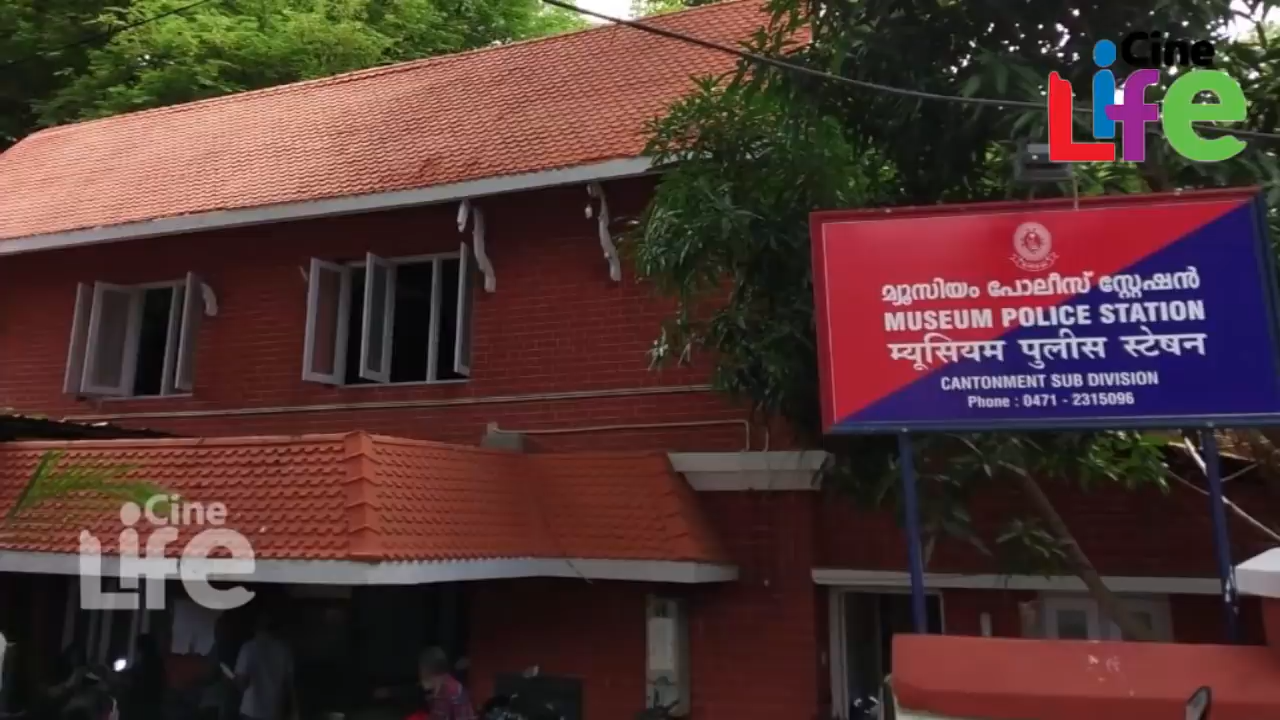 Cine
Life
മ്യൂസിയം പോലീസ് സ്റ്റേഷൻ
MUSEUM POLICE STATION
म्यूसियम पुलीस स्टेषन
CANTONMENT SUB DIVISION
Phone : 0471 - 2315096
Cine
Life